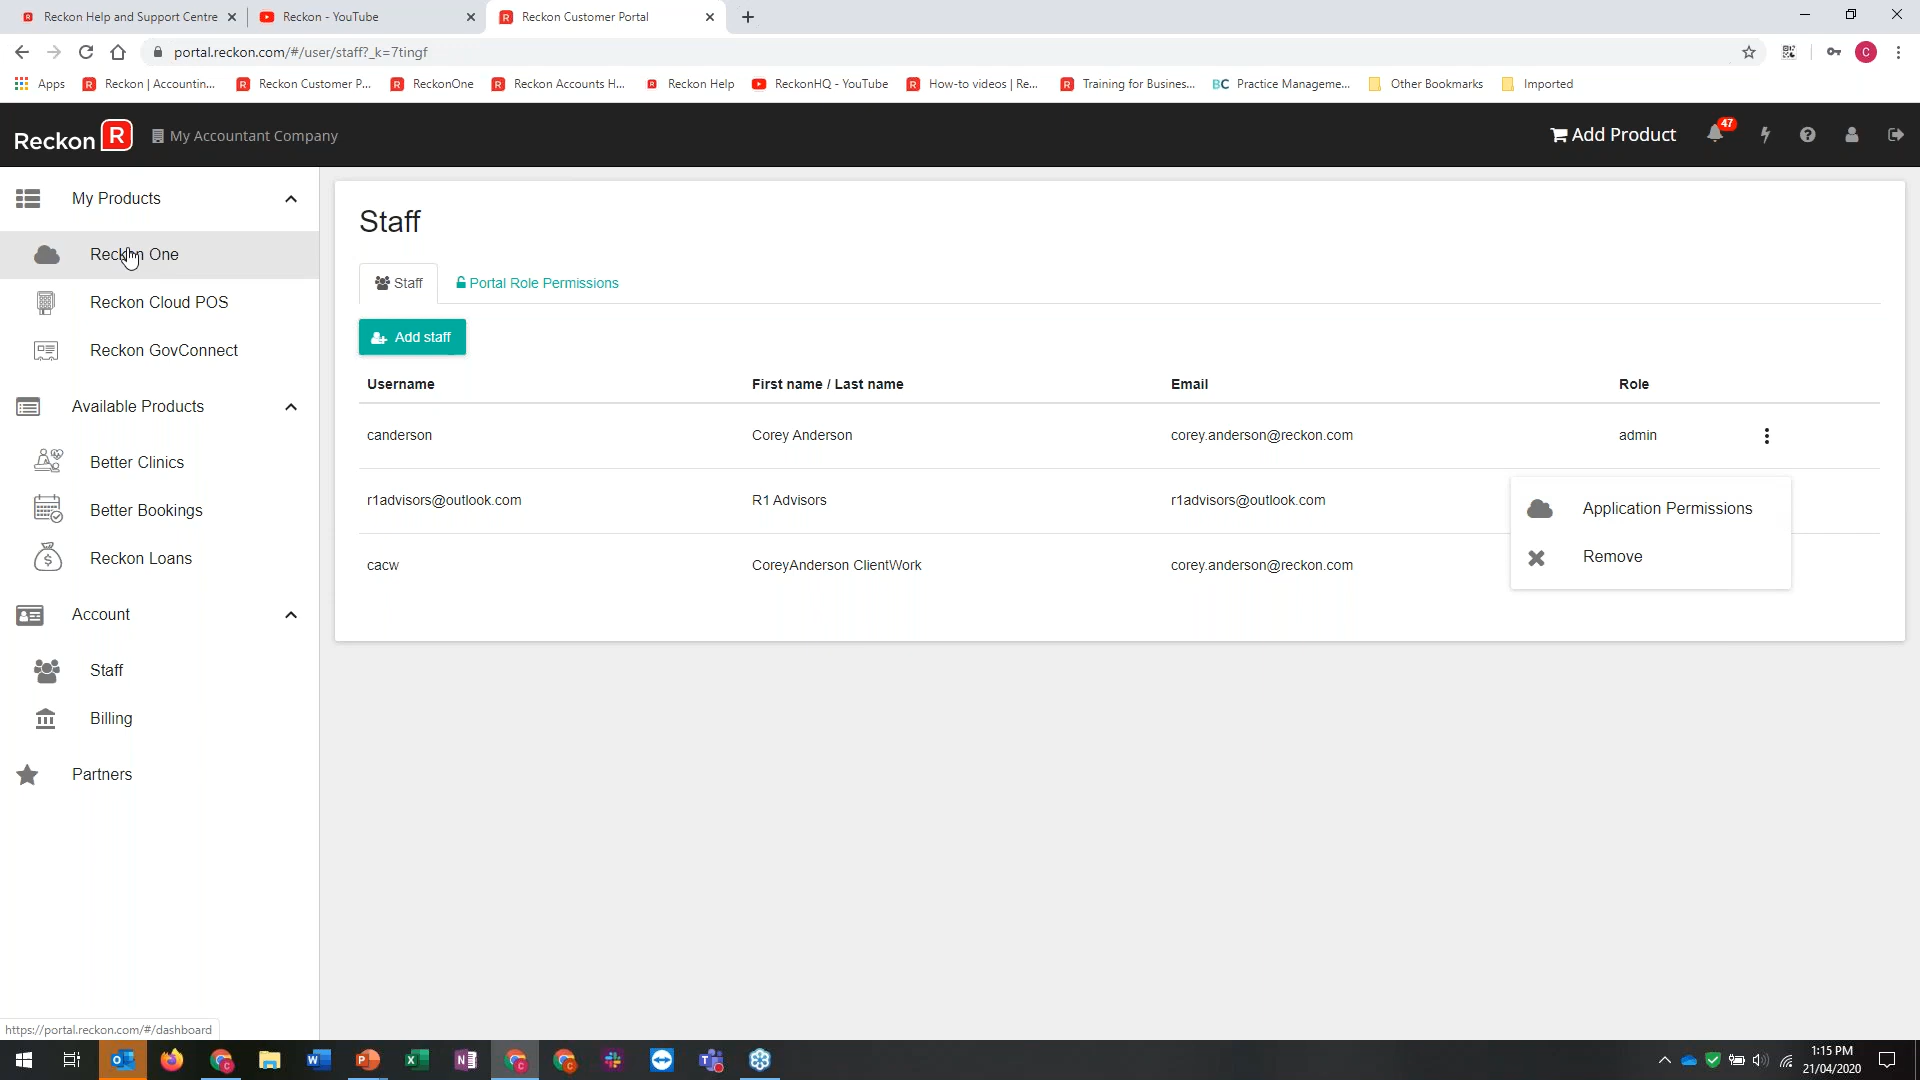 Reckon Help and Support Centre
Reckon - YouTube
Reckon Customer Portal
portal.reckon.com/#/user/staff?_k=7tingf
C
Apps
Reckon | Accountin...
Reckon Customer P...
ReckonOne
Reckon Accounts H...
Reckon Help
ReckonHQ - YouTube
How-to videos | Re...
Training for Busines...
BC Practice Manageme...
Other Bookmarks
Imported
Reckon R
My Accountant Company
Add Product
47
My Products
Reckon One
Reckon Cloud POS
Reckon GovConnect
Available Products
Better Clinics
Better Bookings
Reckon Loans
Account
Staff
Billing
Partners
Staff
Staff
Portal Role Permissions
Add staff
Username First name / Last name Email Role
canderson Corey Anderson corey.anderson@reckon.com admin
r1advisors@outlook.com R1 Advisors r1advisors@outlook.com
cacw CoreyAnderson ClientWork corey.anderson@reckon.com
Application Permissions
Remove
https://portal.reckon.com/#/dashboard
1:15 PM
21/04/2020